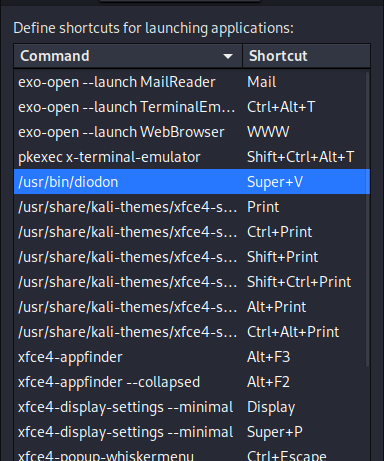 Define shortcuts for launching applications:
Command Shortcut
exo-open --launch MailReader Mail
exo-open --launch TerminalEm... Ctrl+Alt+T
exo-open --launch WebBrowser WWW
pkexec x-terminal-emulator Shift+Ctrl+Alt+T
/usr/bin/diodon Super+V
/usr/share/kali-themes/xfce4-s... Print
/usr/share/kali-themes/xfce4-s... Ctrl+Print
/usr/share/kali-themes/xfce4-s... Shift+Print
/usr/share/kali-themes/xfce4-s... Shift+Ctrl+Print
/usr/share/kali-themes/xfce4-s... Alt+Print
/usr/share/kali-themes/xfce4-s... Ctrl+Alt+Print
xfce4-appfinder Alt+F3
xfce4-appfinder --collapsed Alt+F2
xfce4-display-settings --minimal Display
xfce4-display-settings --minimal Super+P
xfce4-popup-whiskermenu Ctrl+Escape